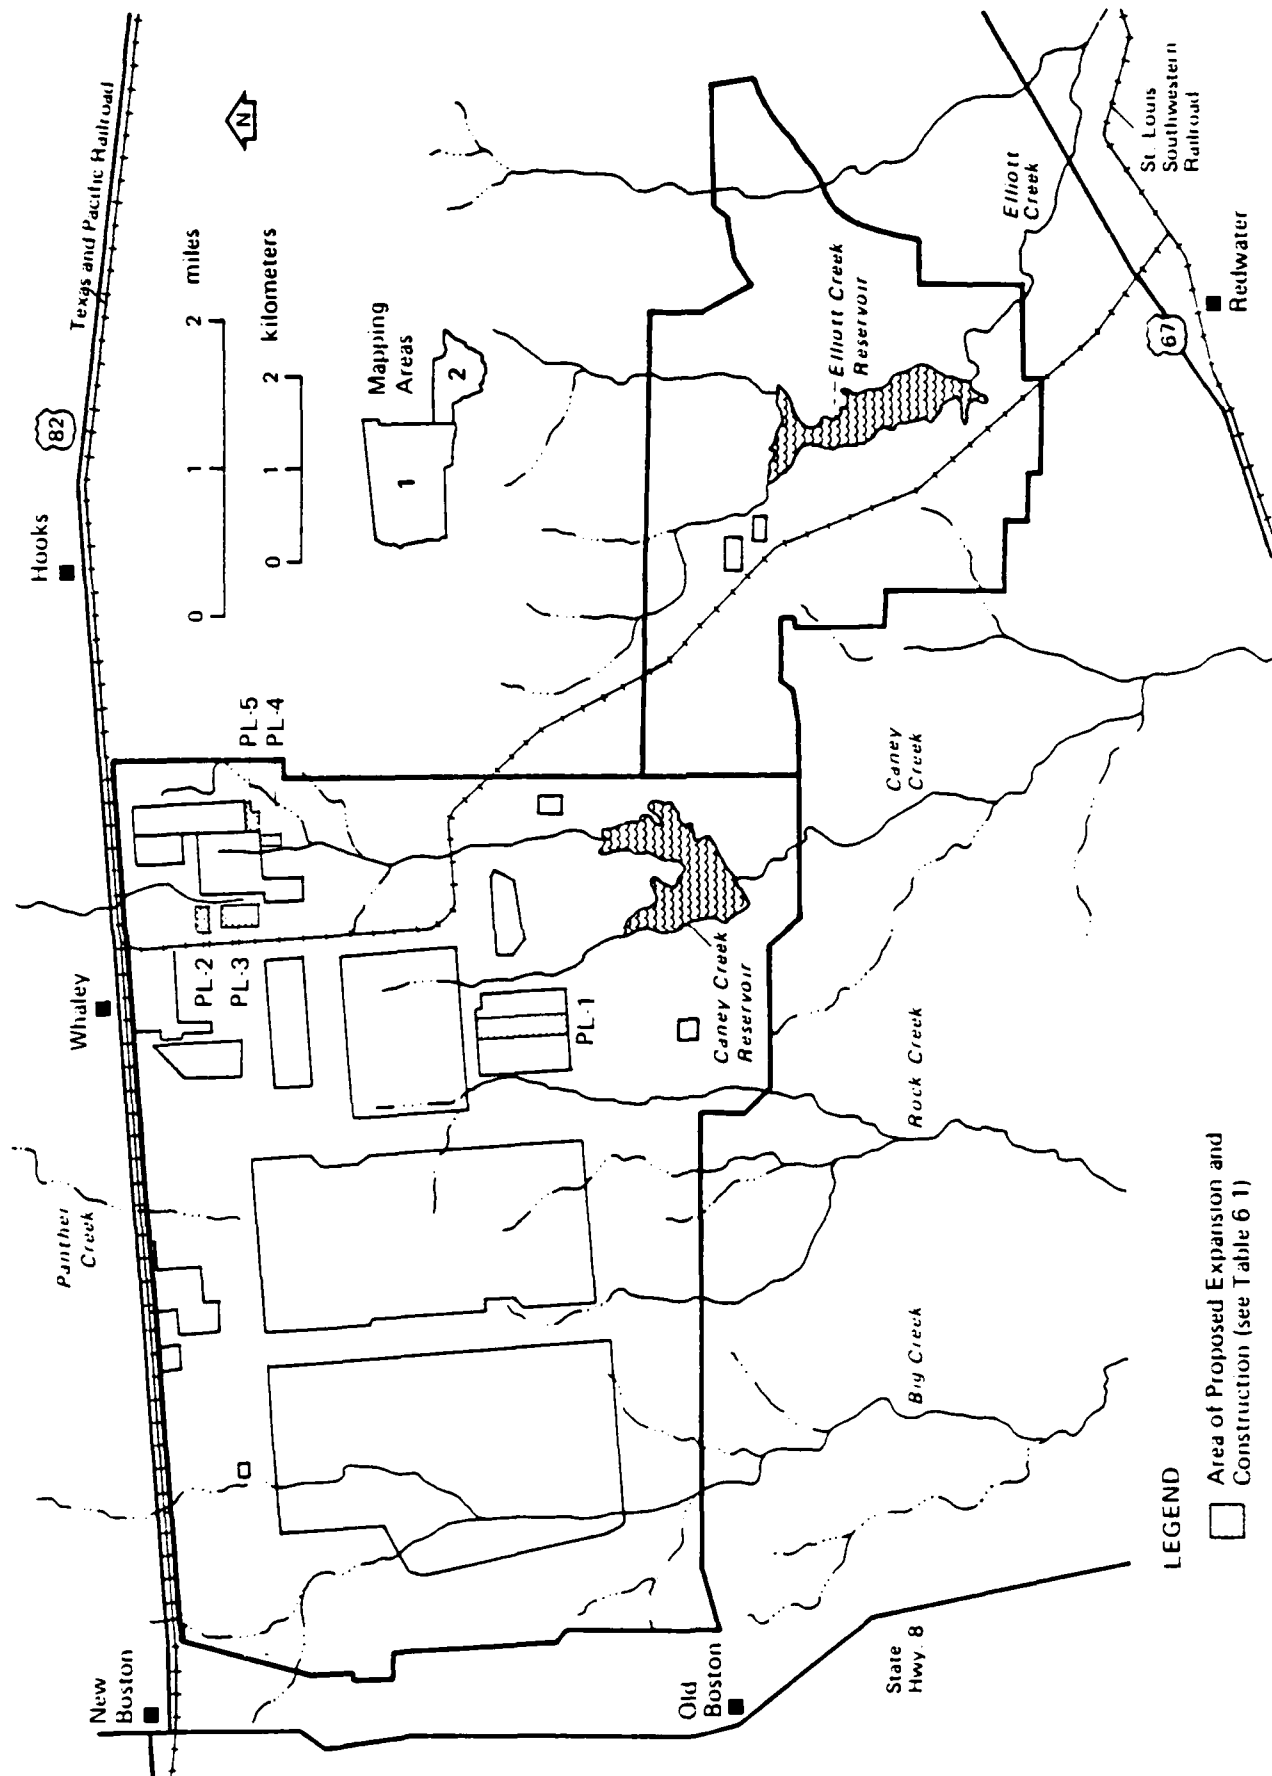 Texas and Pacific Railroad
82
Hooks
N
0
1
2
miles
0
1
2
kilometers
Mapping
Areas
1
2
St. Louis
Southwestern
Railroad
Elliott
Creek
Elliott Creek
Reservoir
67
Redwater
PL-5
PL-4
Caney
Creek
Whaley
PL-2
PL-3
PL-1
Caney Creek
Reservoir
Rock Creek
Panther
Creek
Big Creek
New
Boston
Old
Boston
State
Hwy. 8
LEGEND
Area of Proposed Expansion and
Construction (see Table 6 1)